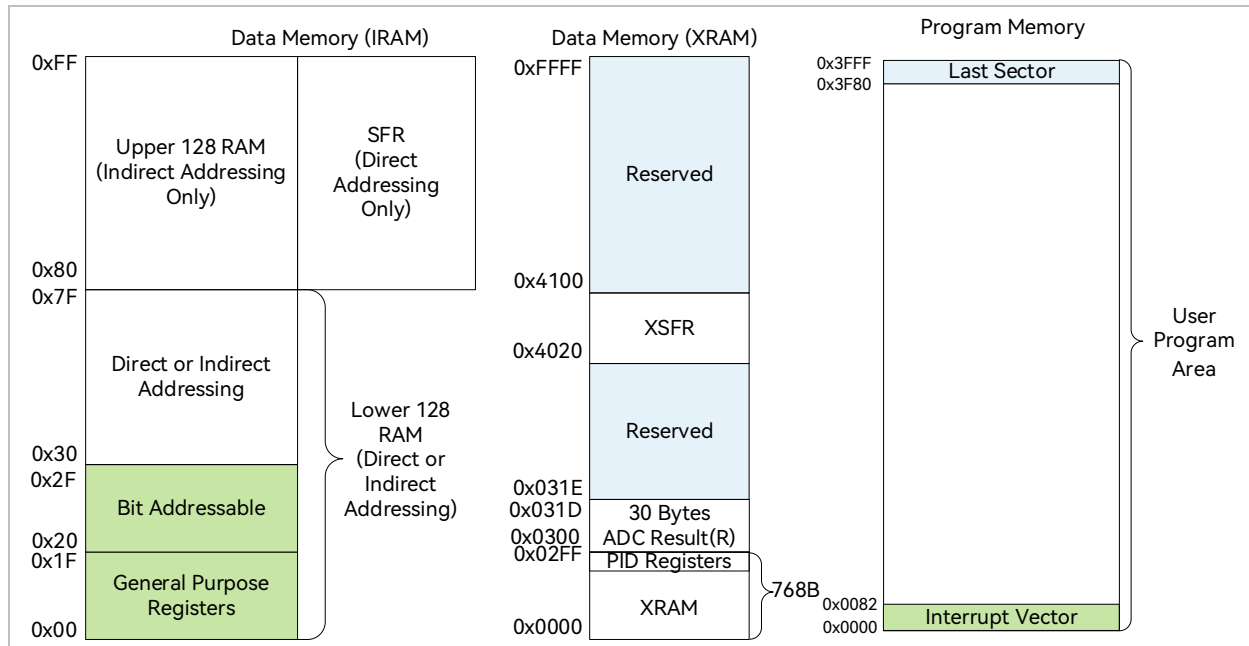 Data Memory (IRAM)
0xFF
Upper 128 RAM
(Indirect Addressing
Only)
SFR
(Direct
Addressing
Only)
0x80
0x7F
Direct or Indirect
Addressing
0x30
0x2F
Bit Addressable
0x20
0x1F
General Purpose
Registers
0x00
Lower 128
RAM
(Direct or
Indirect
Addressing)
Data Memory (XRAM)
0xFFFF
Reserved
0x4100
XSFR
0x4020
Reserved
0x031E
0x031D
30 Bytes
ADC Result(R)
0x0300
0x02FF
PID Registers
XRAM
0x0000
768B
Program Memory
0x3FFF
Last Sector
0x3F80
User
Program
Area
0x0082
Interrupt Vector
0x0000